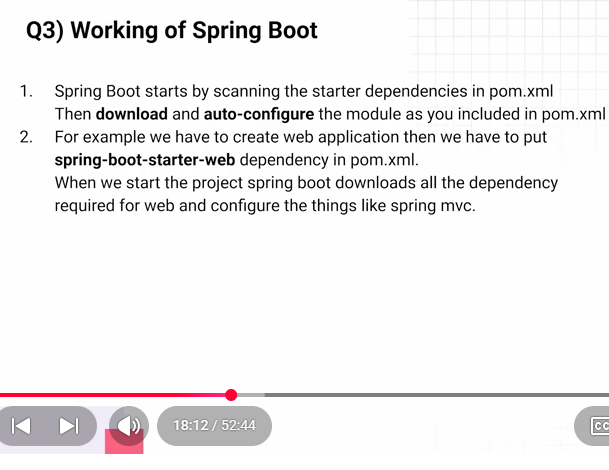 Q3) Working of Spring Boot
1. Spring Boot starts by scanning the starter dependencies in pom.xml
Then download and auto-configure the module as you included in pom.xml
2. For example we have to create web application then we have to put
spring-boot-starter-web dependency in pom.xml.
When we start the project spring boot downloads all the dependency
required for web and configure the things like spring mvc.
18:12 / 52:44
CC